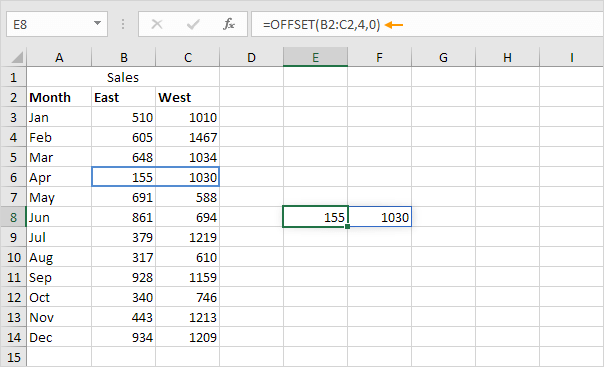 E8 fx =OFFSET(B2:C2,4,0)
A B C D E F G H I
1 Sales
2 Month East West
3 Jan 510 1010
4 Feb 605 1467
5 Mar 648 1034
6 Apr 155 1030
7 May 691 588
8 Jun 861 694 155 1030
9 Jul 379 1219
10 Aug 317 610
11 Sep 928 1159
12 Oct 340 746
13 Nov 443 1213
14 Dec 934 1209
15